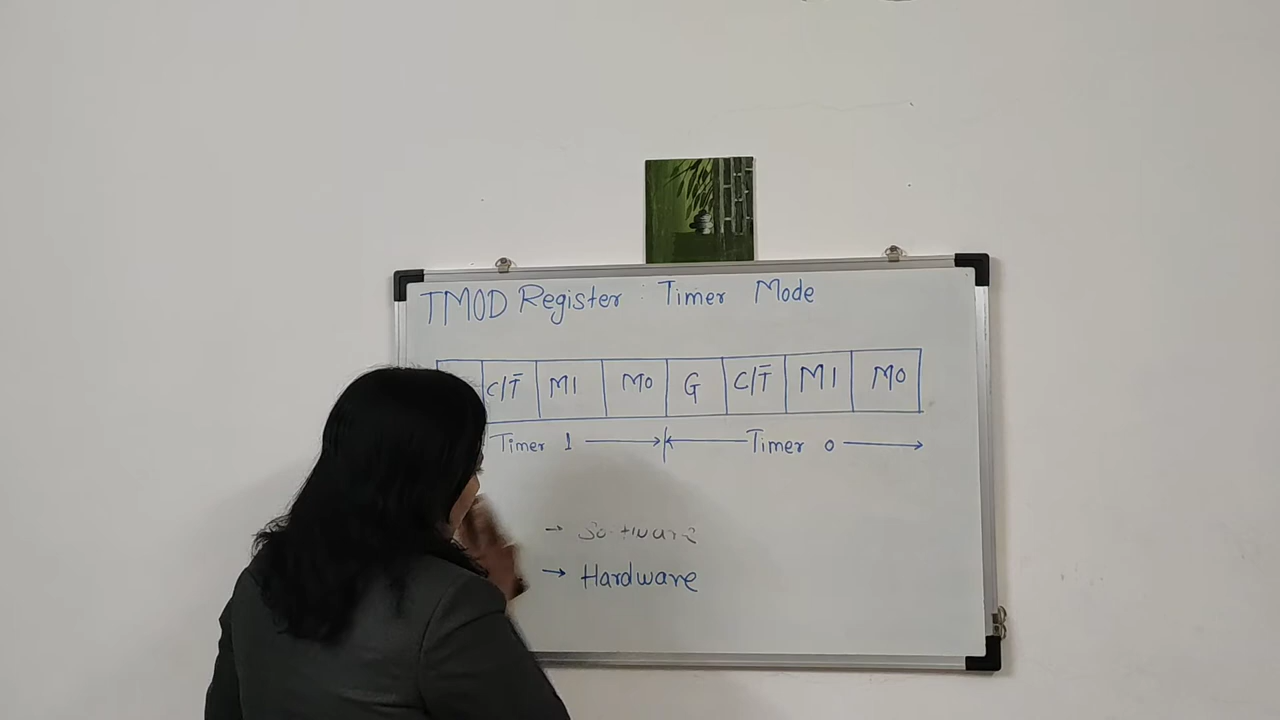 TMOD Register : Timer Mode
C/T̅ M1 M0 G C/T̅ M1 M0
Timer 1 Timer 0
→ Software
→ Hardware